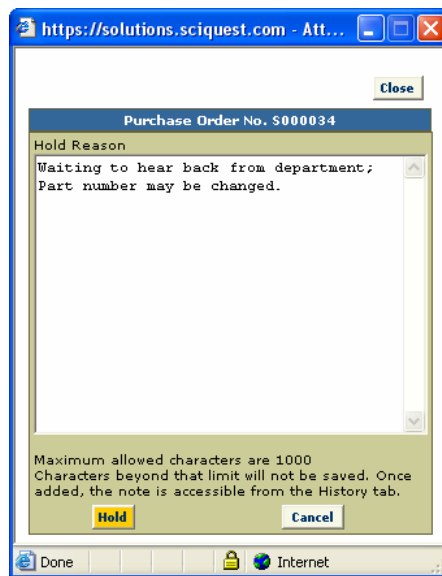 https://solutions.sciquest.com - Att...
Close
Purchase Order No. S000034
Hold Reason
Waiting to hear back from department;
Part number may be changed.
Maximum allowed characters are 1000
Characters beyond that limit will not be saved. Once
added, the note is accessible from the History tab.
Hold Cancel
Done Internet